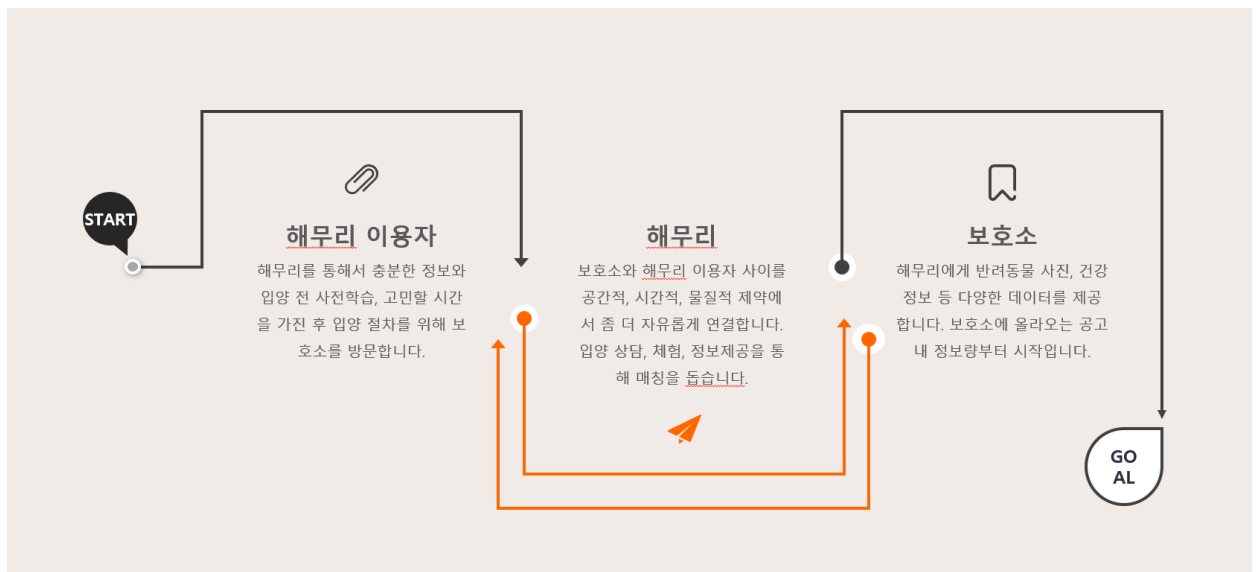 START
해무리 이용자
해무리를 통해서 충분한 정보와
입양 전 사전학습, 고민할 시간
을 가진 후 입양 절차를 위해 보
호소를 방문합니다.
해무리
보호소와 해무리 이용자 사이를
공간적, 시간적, 물질적 제약에
서 좀 더 자유롭게 연결합니다.
입양 상담, 체험, 정보제공을 통
해 매칭을 돕습니다.
보호소
해무리에게 반려동물 사진, 건강
정보 등 다양한 데이터를 제공
합니다. 보호소에 올라오는 공고
내 정보량부터 시작입니다.
GO
AL